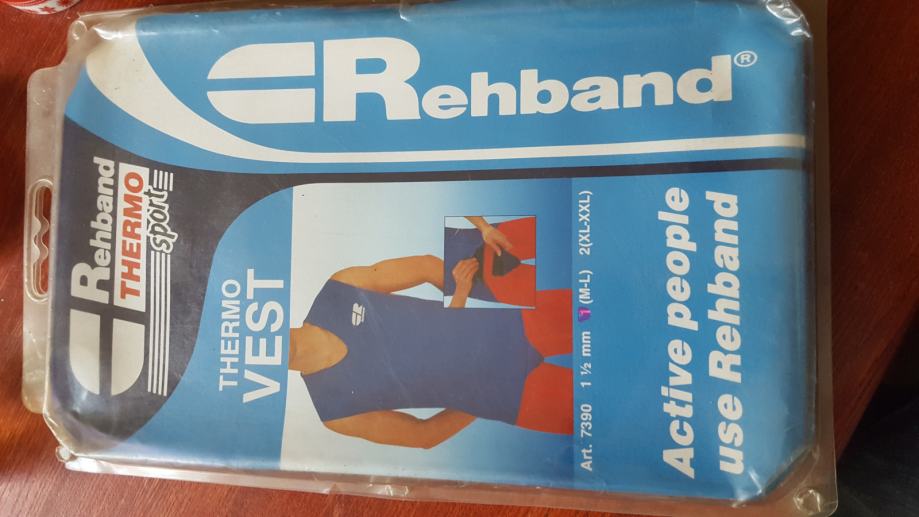 Rehband®
Rehband
THERMO
sport
THERMO
VEST
Art. 7390 1 ½ mm 1 (M-L) 2(XL-XXL)
Active people
use Rehband